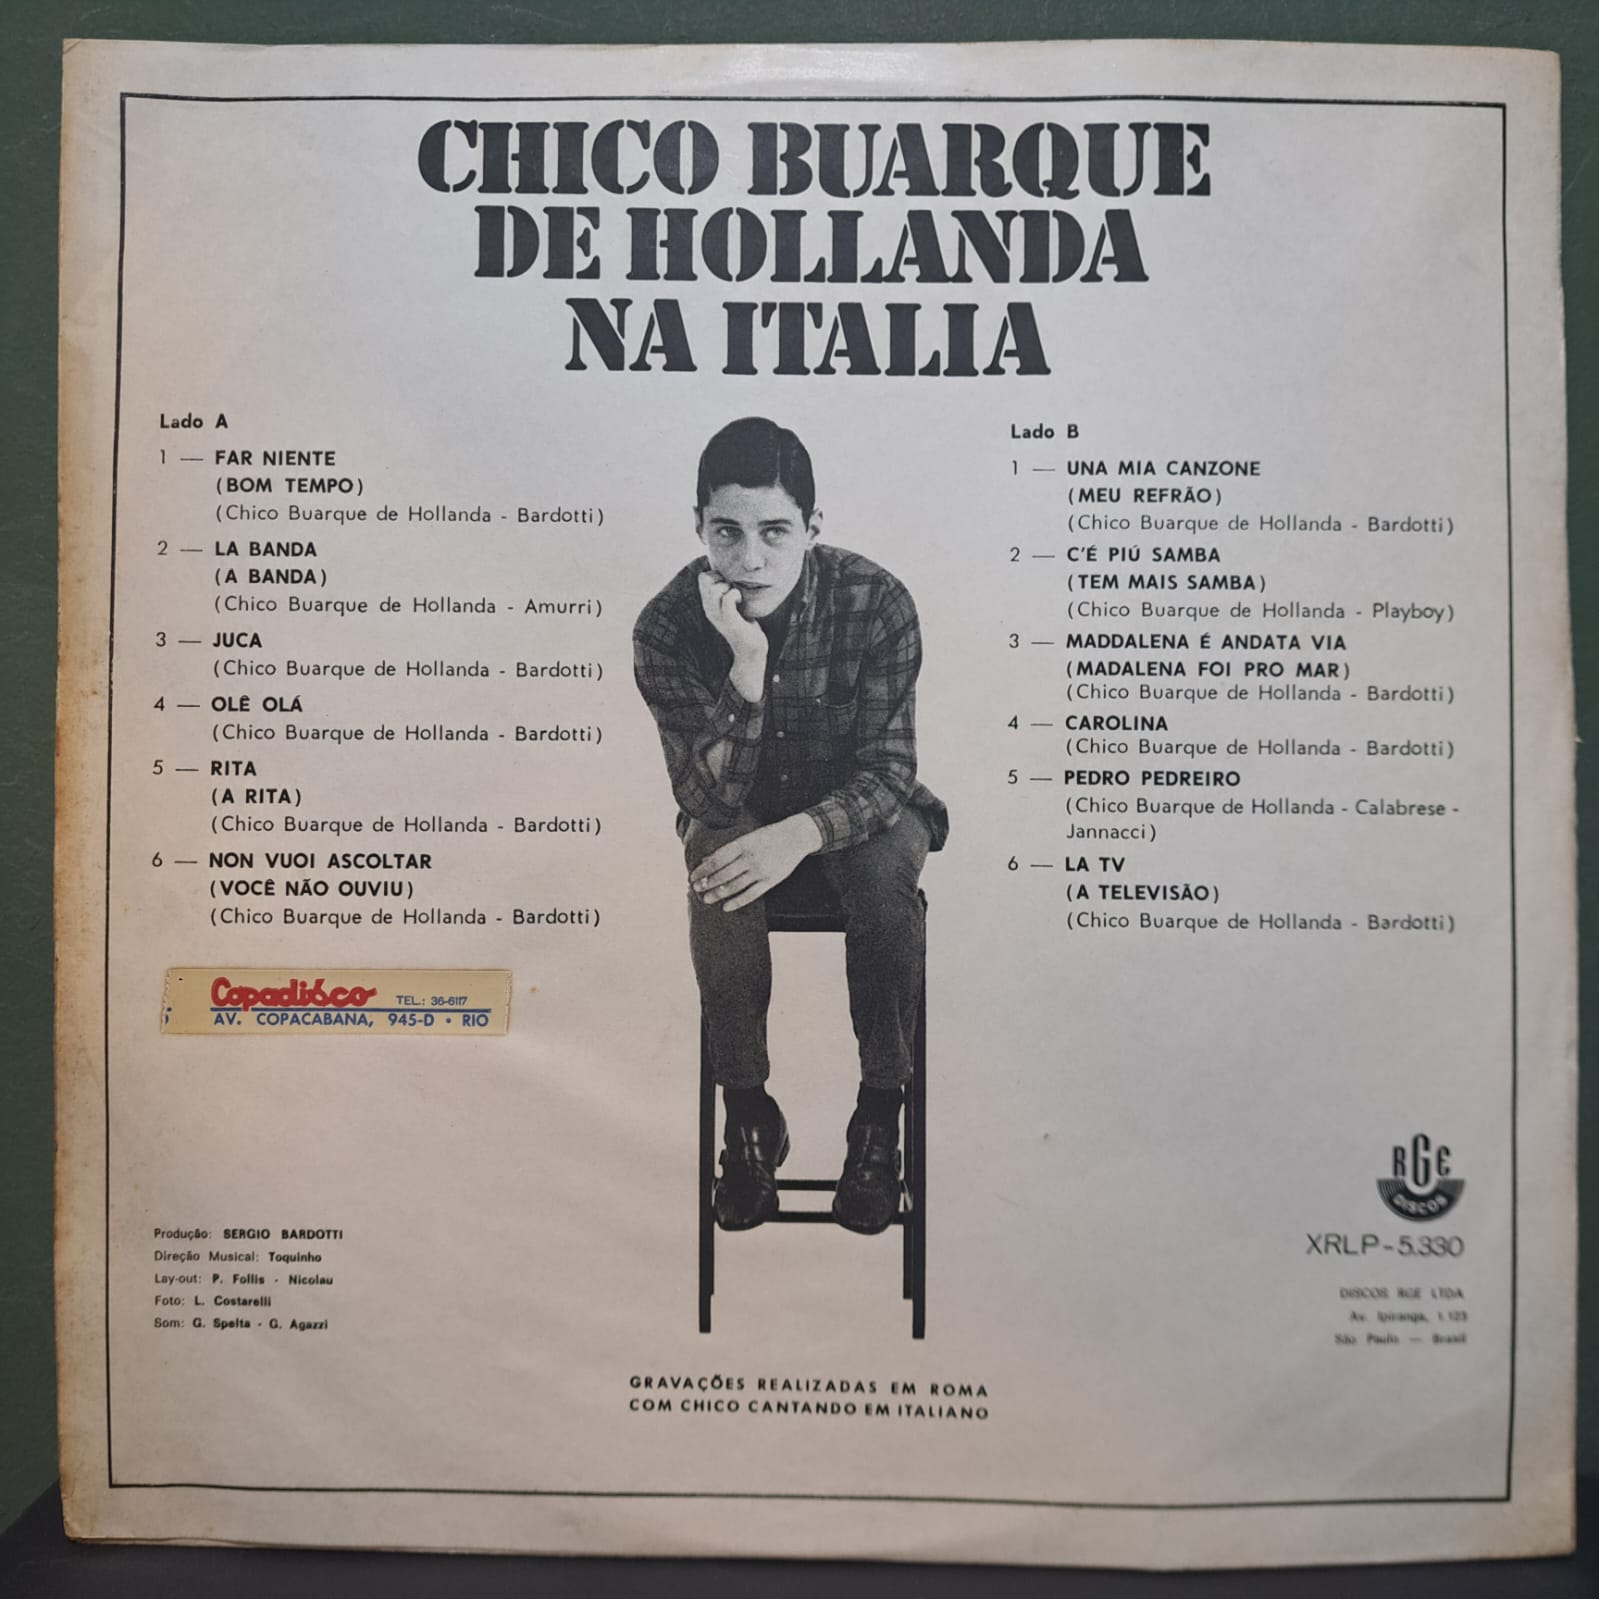 CHICO BUARQUE
DE HOLLANDA
NA ITALIA
Lado A
1 — FAR NIENTE
(BOM TEMPO)
(Chico Buarque de Hollanda - Bardotti)
2 — LA BANDA
(A BANDA)
(Chico Buarque de Hollanda - Amurri)
3 — JUCA
(Chico Buarque de Hollanda - Bardotti)
4 — OLÊ OLÁ
(Chico Buarque de Hollanda - Bardotti)
5 — RITA
(A RITA)
(Chico Buarque de Hollanda - Bardotti)
6 — NON VUOI ASCOLTAR
(VOCÊ NÃO OUVIU)
(Chico Buarque de Hollanda - Bardotti)
Lado B
1 — UNA MIA CANZONE
(MEU REFRÃO)
(Chico Buarque de Hollanda - Bardotti)
2 — C'É PIÚ SAMBA
(TEM MAIS SAMBA)
(Chico Buarque de Hollanda - Playboy)
3 — MADDALENA É ANDATA VIA
(MADALENA FOI PRO MAR)
(Chico Buarque de Hollanda - Bardotti)
4 — CAROLINA
(Chico Buarque de Hollanda - Bardotti)
5 — PEDRO PEDREIRO
(Chico Buarque de Hollanda - Calabrese -
Jannacci)
6 — LA TV
(A TELEVISÃO)
(Chico Buarque de Hollanda - Bardotti)
Copadisco TEL.: 36-6117
AV. COPACABANA, 945-D • RIO
Produção: SERGIO BARDOTTI
Direção Musical: Toquinho
Lay-out: P. Follis - Nicolau
Foto: L. Costarelli
Som: G. Spelta - G. Agazzi
RGE
DISCOS
XRLP-5.330
DISCOS RGE LTDA
Av. Ipiranga, 1.123
São Paulo — Brasil
GRAVAÇÕES REALIZADAS EM ROMA
COM CHICO CANTANDO EM ITALIANO